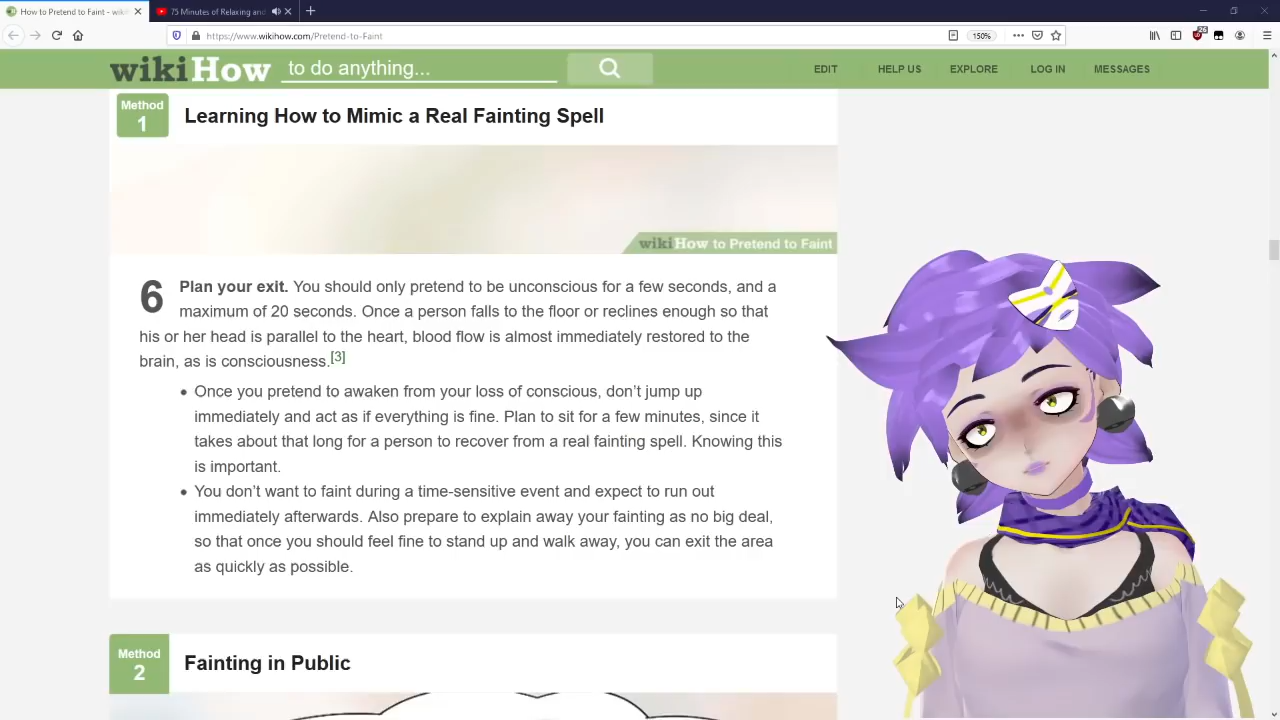 How to Pretend to Faint - wikiH
75 Minutes of Relaxing and
https://www.wikihow.com/Pretend-to-Faint
150%
wikiHow to do anything...
EDIT HELP US EXPLORE LOG IN MESSAGES
Method
1
Learning How to Mimic a Real Fainting Spell
wikiHow to Pretend to Faint
6 Plan your exit. You should only pretend to be unconscious for a few seconds, and a
maximum of 20 seconds. Once a person falls to the floor or reclines enough so that
his or her head is parallel to the heart, blood flow is almost immediately restored to the
brain, as is consciousness.[3]
• Once you pretend to awaken from your loss of conscious, don’t jump up
immediately and act as if everything is fine. Plan to sit for a few minutes, since it
takes about that long for a person to recover from a real fainting spell. Knowing this
is important.
• You don’t want to faint during a time-sensitive event and expect to run out
immediately afterwards. Also prepare to explain away your fainting as no big deal,
so that once you should feel fine to stand up and walk away, you can exit the area
as quickly as possible.
Method
2
Fainting in Public